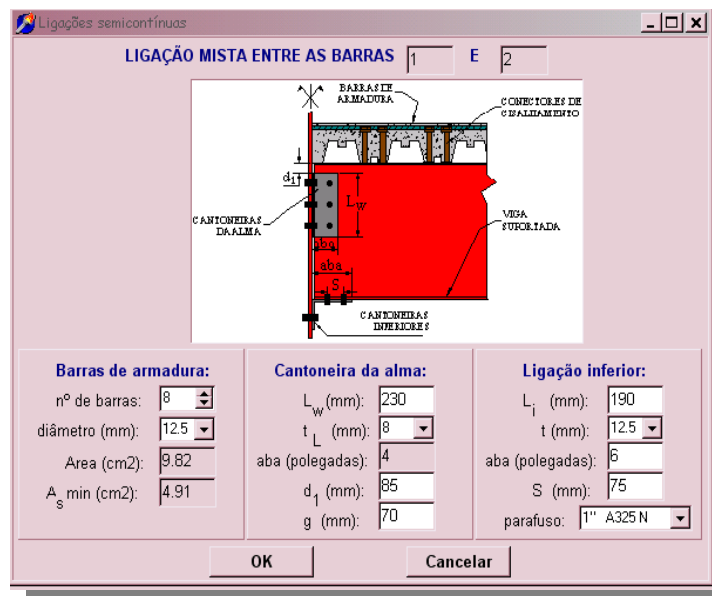 Ligações semicontínuas
LIGAÇÃO MISTA ENTRE AS BARRAS 1 E 2
BARRAS DE
ARMADURA
CONECTORES DE
CISALHAMENTO
d1
Lw
CANTONEIRAS
DA ALMA
aba
VIGA
SUPORTADA
aba
S
CANTONEIRAS
INFERIORES
Barras de armadura:
nº de barras: 8
diâmetro (mm): 12.5
Area (cm2): 9.82
As min (cm2): 4.91
Cantoneira da alma:
Lw (mm): 230
tL (mm): 8
aba (polegadas): 4
d1 (mm): 85
g (mm): 70
Ligação inferior:
Li (mm): 190
t (mm): 12.5
aba (polegadas): 6
S (mm): 75
parafuso: 1" A325 N
OK
Cancelar